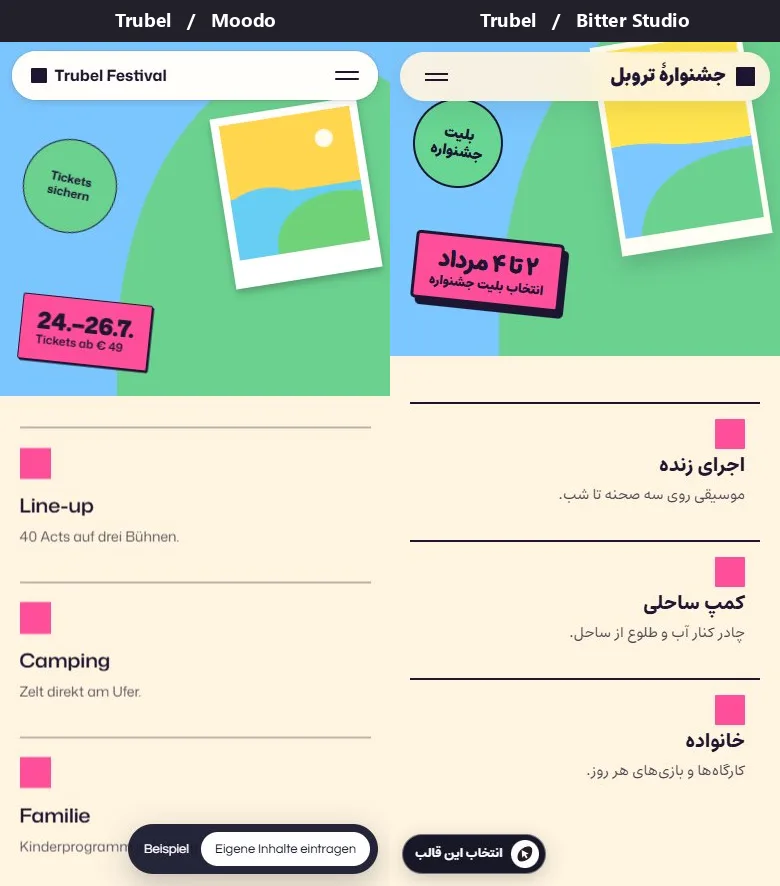 Trubel / Moodo
Trubel Festival
Tickets
sichern
24.–26.7.
Tickets ab € 49
Line-up
40 Acts auf drei Bühnen.
Camping
Zelt direkt am Ufer.
Familie
Kinderprogramm
Beispiel
Eigene Inhalte eintragen
Trubel / Bitter Studio
جشنوارهٔ تروبل
بلیت
جشنواره
۲ تا ۴ مرداد
انتخاب بلیت جشنواره
اجرای زنده
موسیقی روی سه صحنه تا شب.
کمپ ساحلی
چادر کنار آب و طلوع از ساحل.
خانواده
کارگاه‌ها و بازی‌های هر روز.
انتخاب این قالب